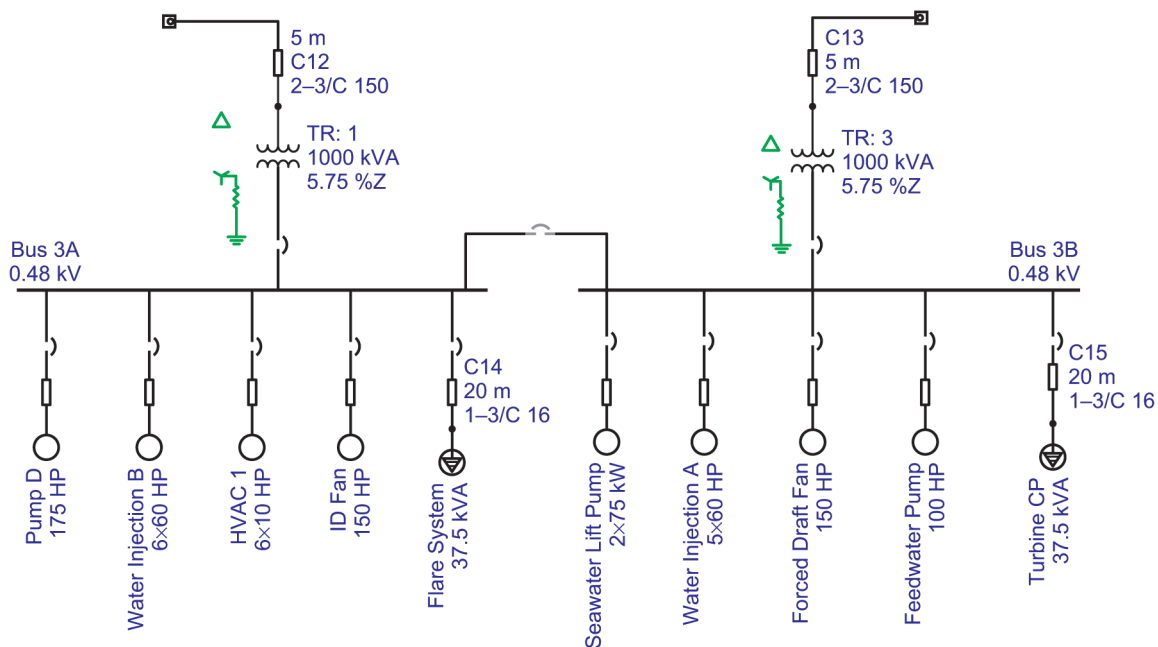 5 m
C12
2–3/C 150
C13
5 m
2–3/C 150
TR: 1
1000 kVA
5.75 %Z
TR: 3
1000 kVA
5.75 %Z
Bus 3A
0.48 kV
Bus 3B
0.48 kV
C14
20 m
1–3/C 16
C15
20 m
1–3/C 16
Pump D
175 HP
Water Injection B
6×60 HP
HVAC 1
6×10 HP
ID Fan
150 HP
Flare System
37.5 kVA
Seawater Lift Pump
2×75 kW
Water Injection A
5×60 HP
Forced Draft Fan
150 HP
Feedwater Pump
100 HP
Turbine CP
37.5 kVA